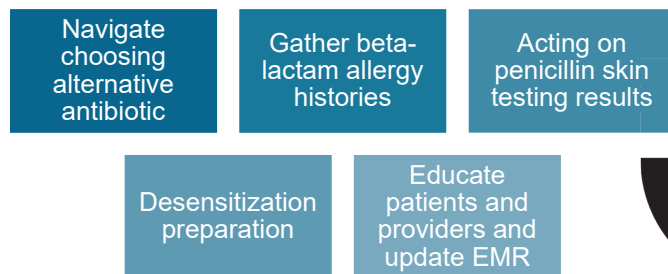 Navigate
choosing
alternative
antibiotic
Gather beta-
lactam allergy
histories
Acting on
penicillin skin
testing results
Desensitization
preparation
Educate
patients and
providers and
update EMR